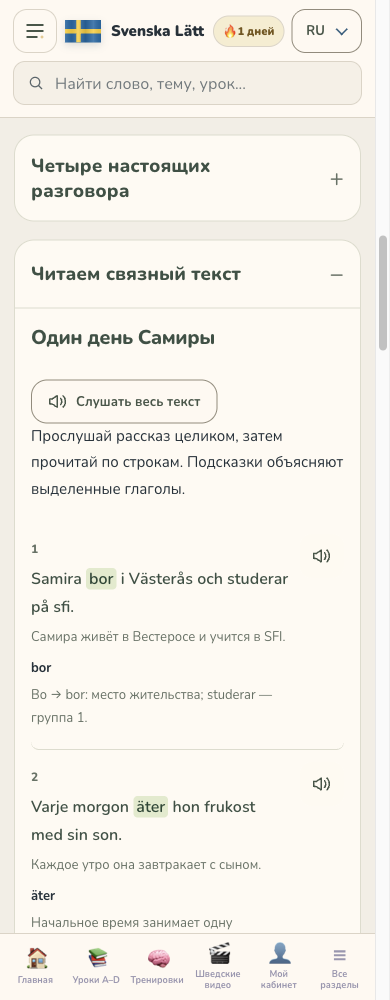 Svenska Lätt
🔥1 дней
RU
Найти слово, тему, урок...
Четыре настоящих
разговора
+
Читаем связный текст
–
Один день Самиры
Слушать весь текст
Прослушай рассказ целиком, затем
прочитай по строкам. Подсказки объясняют
выделенные глаголы.
1
Samira bor i Västerås och studerar
på sfi.
Самира живёт в Вестеросе и учится в SFI.
bor
Bo → bor: место жительства; studerar —
группа 1.
2
Varje morgon äter hon frukost
med sin son.
Каждое утро она завтракает с сыном.
äter
Начальное время занимает одну
Главная
Уроки A–D
Тренировки
Шведские
видео
Мой
кабинет
Все
разделы